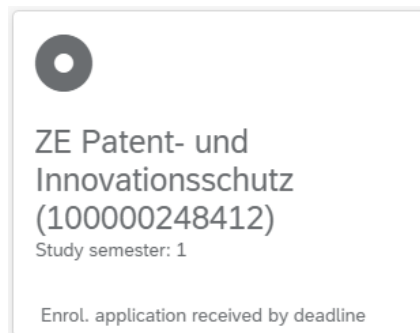 ZE Patent- und
Innovationsschutz
(100000248412)
Study semester: 1
Enrol. application received by deadline